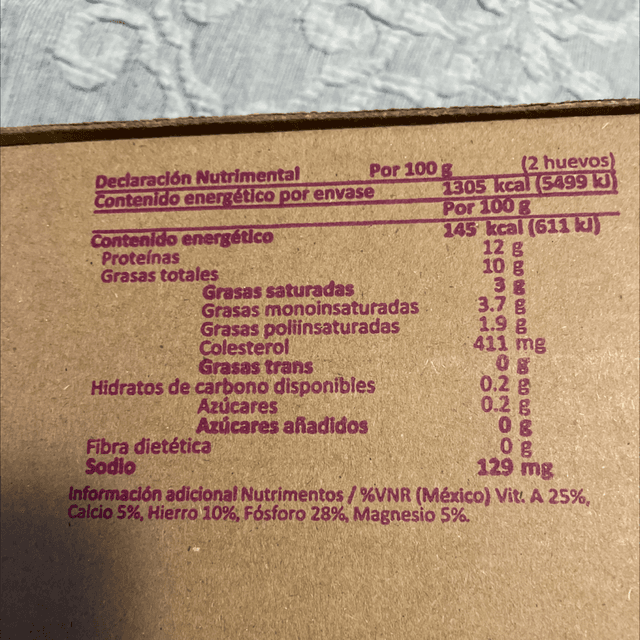 Declaración Nutrimental Por 100 g (2 huevos)
Contenido energético por envase 1305 kcal (5499 kJ)
Por 100 g
Contenido energético 145 kcal (611 kJ)
Proteínas 12 g
Grasas totales 10 g
Grasas saturadas 3 g
Grasas monoinsaturadas 3.7 g
Grasas poliinsaturadas 1.9 g
Colesterol 411 mg
Grasas trans 0 g
Hidratos de carbono disponibles 0.2 g
Azúcares 0.2 g
Azúcares añadidos 0 g
Fibra dietética 0 g
Sodio 129 mg
Información adicional Nutrimentos / %VNR (México) Vit. A 25%,
Calcio 5%, Hierro 10%, Fósforo 28%, Magnesio 5%.